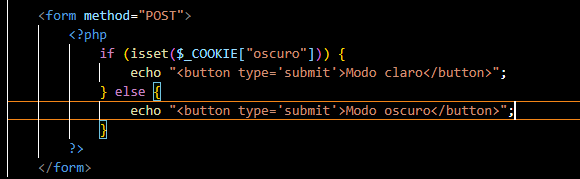 <form method="POST">
<?php
if (isset($_COOKIE["oscuro"])) {
echo "<button type='submit'>Modo claro</button>";
} else {
echo "<button type='submit'>Modo oscuro</button>";
}
?>
</form>